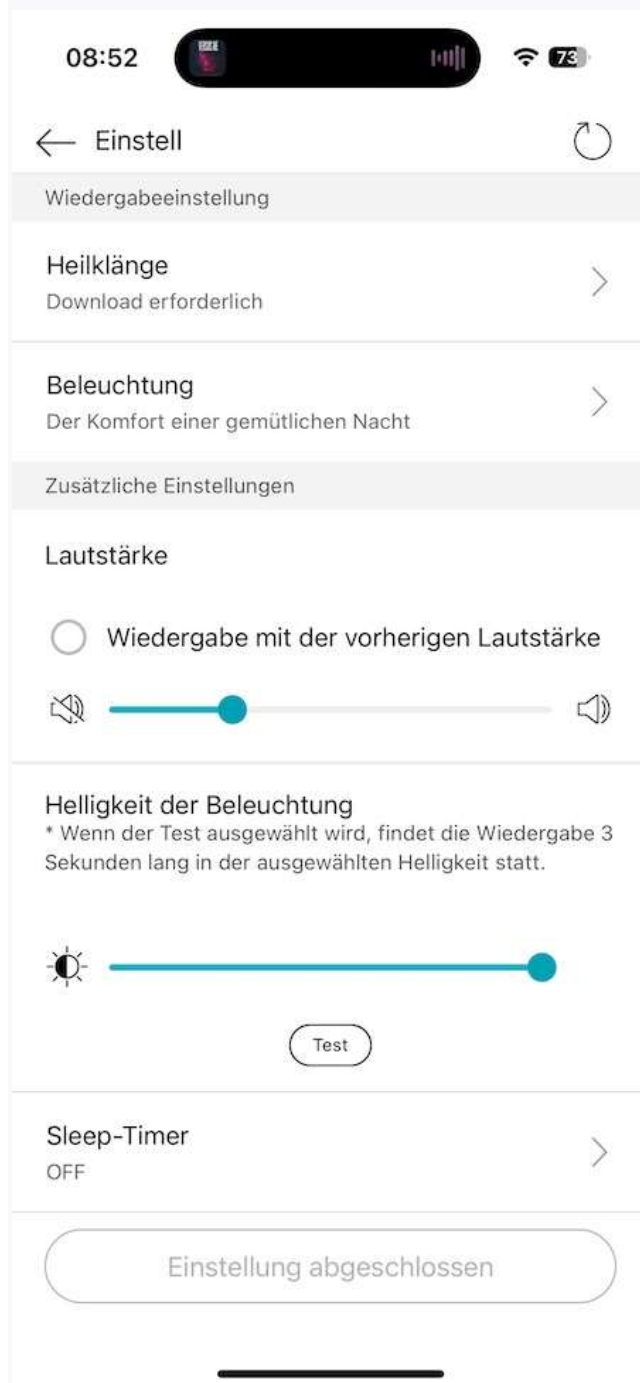 08:52
73
Einstell
Wiedergabeeinstellung
Heilklänge
Download erforderlich
Beleuchtung
Der Komfort einer gemütlichen Nacht
Zusätzliche Einstellungen
Lautstärke
Wiedergabe mit der vorherigen Lautstärke
Helligkeit der Beleuchtung
* Wenn der Test ausgewählt wird, findet die Wiedergabe 3
Sekunden lang in der ausgewählten Helligkeit statt.
Test
Sleep-Timer
OFF
Einstellung abgeschlossen